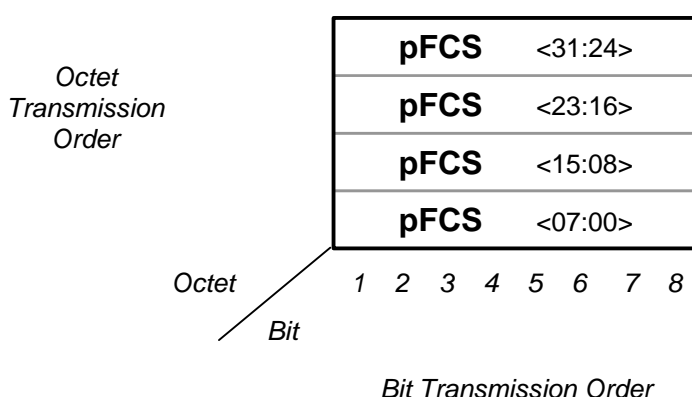 pFCS <31:24>
Octet
Transmission
Order
pFCS <23:16>
pFCS <15:08>
pFCS <07:00>
Octet 1 2 3 4 5 6 7 8
Bit
Bit Transmission Order